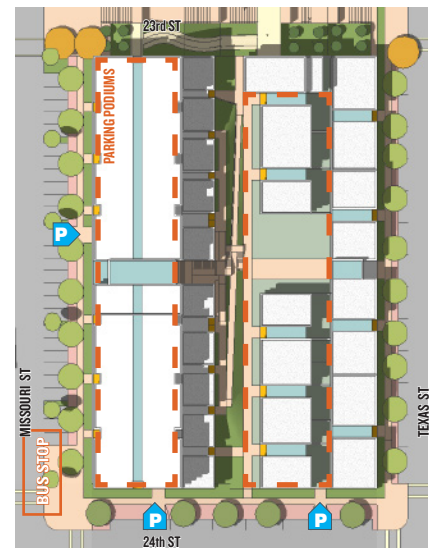 23rd ST
PARKING PODIUMS
P
MISSOURI ST
TEXAS ST
BUS STOP
P
P
24th ST